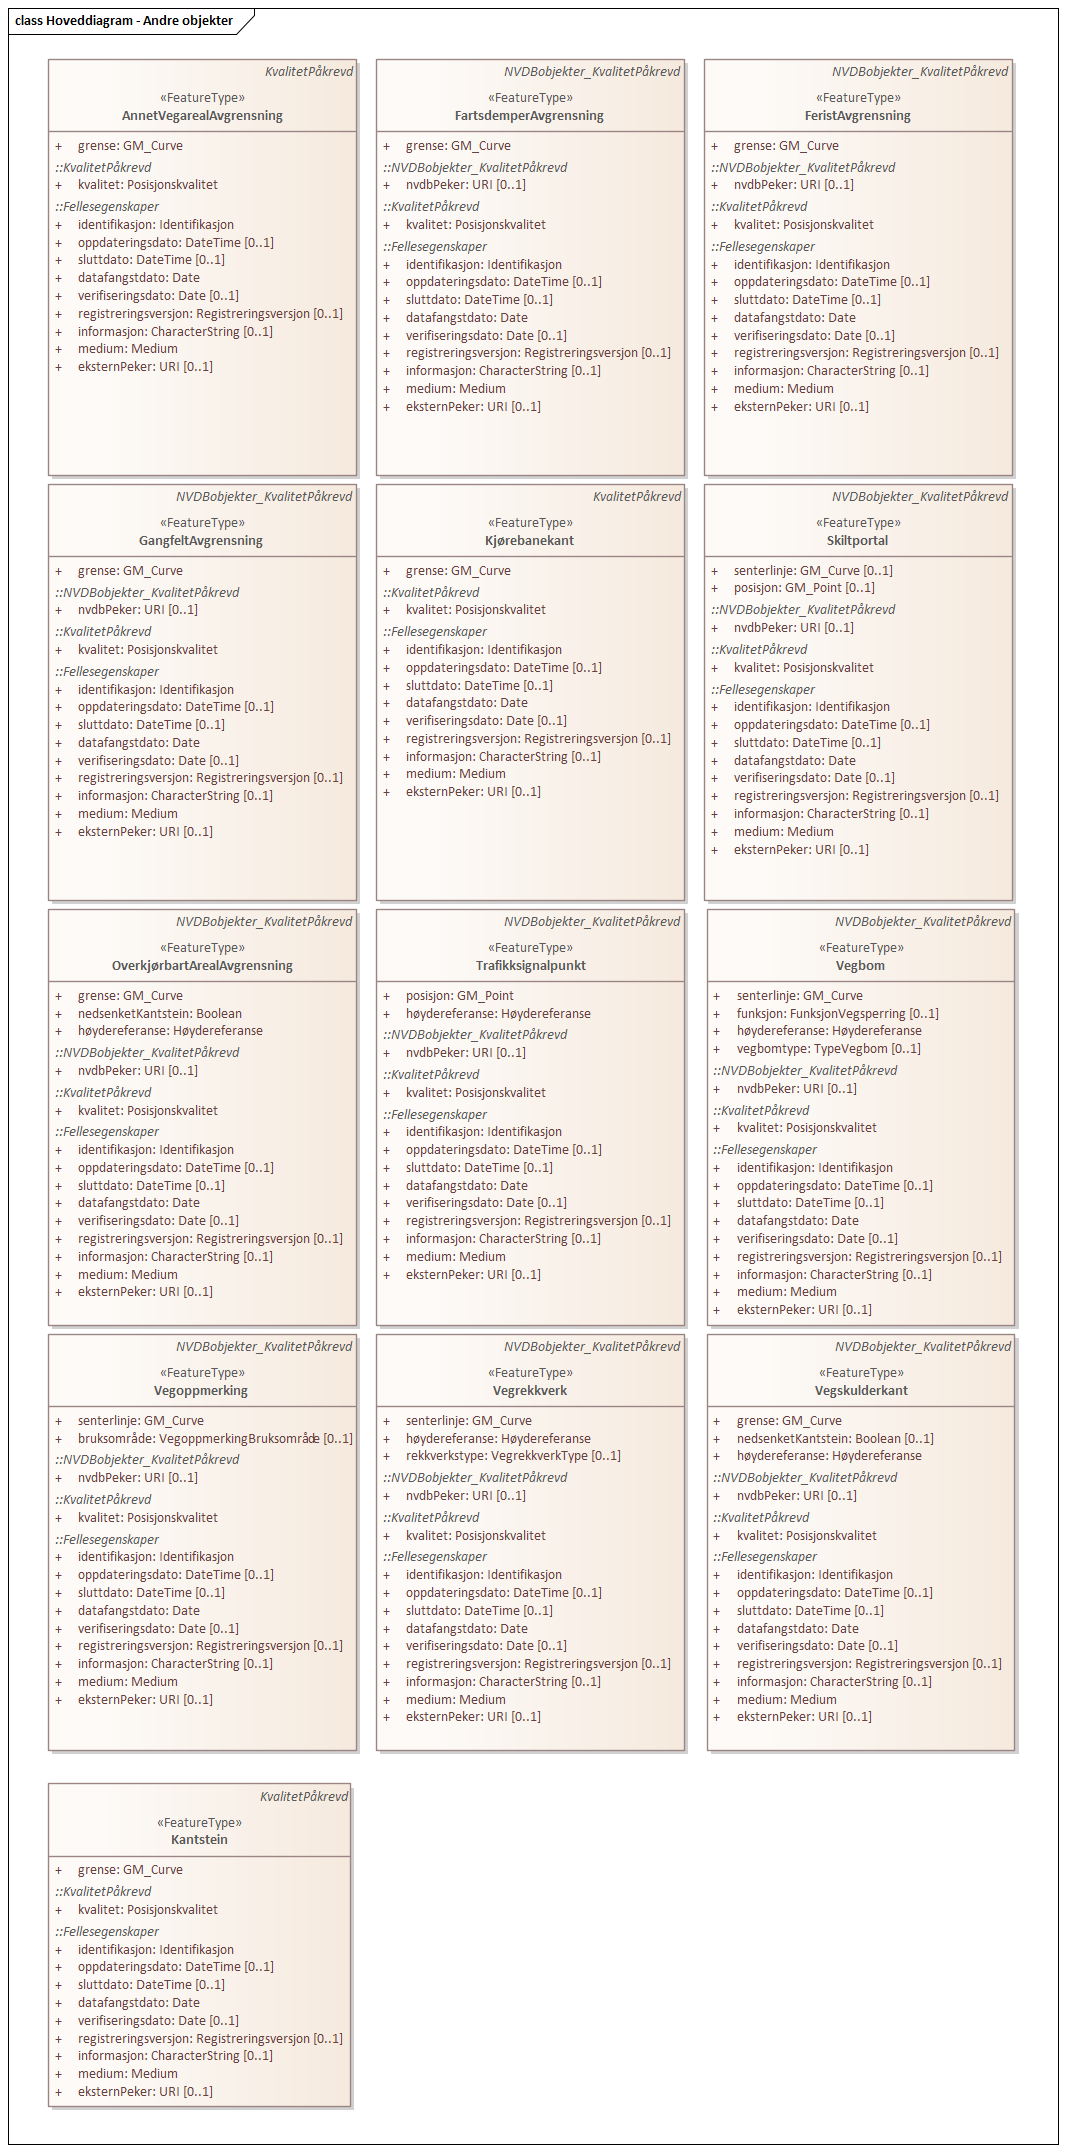 class Hoveddiagram - Andre objekter
KvalitetPåkrevd
«FeatureType»
AnnetVegarealAvgrensning
+ grense: GM_Curve
::KvalitetPåkrevd
+ kvalitet: Posisjonskvalitet
::Fellesegenskaper
+ identifikasjon: Identifikasjon
+ oppdateringsdato: DateTime [0..1]
+ sluttdato: DateTime [0..1]
+ datafangstdato: Date
+ verifiseringsdato: Date [0..1]
+ registreringsversjon: Registreringsversjon [0..1]
+ informasjon: CharacterString [0..1]
+ medium: Medium
+ eksternPeker: URI [0..1]
NVDBobjekter_KvalitetPåkrevd
«FeatureType»
FartsdemperAvgrensning
+ grense: GM_Curve
::NVDBobjekter_KvalitetPåkrevd
+ nvdbPeker: URI [0..1]
::KvalitetPåkrevd
+ kvalitet: Posisjonskvalitet
::Fellesegenskaper
+ identifikasjon: Identifikasjon
+ oppdateringsdato: DateTime [0..1]
+ sluttdato: DateTime [0..1]
+ datafangstdato: Date
+ verifiseringsdato: Date [0..1]
+ registreringsversjon: Registreringsversjon [0..1]
+ informasjon: CharacterString [0..1]
+ medium: Medium
+ eksternPeker: URI [0..1]
NVDBobjekter_KvalitetPåkrevd
«FeatureType»
FeristAvgrensning
+ grense: GM_Curve
::NVDBobjekter_KvalitetPåkrevd
+ nvdbPeker: URI [0..1]
::KvalitetPåkrevd
+ kvalitet: Posisjonskvalitet
::Fellesegenskaper
+ identifikasjon: Identifikasjon
+ oppdateringsdato: DateTime [0..1]
+ sluttdato: DateTime [0..1]
+ datafangstdato: Date
+ verifiseringsdato: Date [0..1]
+ registreringsversjon: Registreringsversjon [0..1]
+ informasjon: CharacterString [0..1]
+ medium: Medium
+ eksternPeker: URI [0..1]
NVDBobjekter_KvalitetPåkrevd
«FeatureType»
GangfeltAvgrensning
+ grense: GM_Curve
::NVDBobjekter_KvalitetPåkrevd
+ nvdbPeker: URI [0..1]
::KvalitetPåkrevd
+ kvalitet: Posisjonskvalitet
::Fellesegenskaper
+ identifikasjon: Identifikasjon
+ oppdateringsdato: DateTime [0..1]
+ sluttdato: DateTime [0..1]
+ datafangstdato: Date
+ verifiseringsdato: Date [0..1]
+ registreringsversjon: Registreringsversjon [0..1]
+ informasjon: CharacterString [0..1]
+ medium: Medium
+ eksternPeker: URI [0..1]
KvalitetPåkrevd
«FeatureType»
Kjørebanekant
+ grense: GM_Curve
::KvalitetPåkrevd
+ kvalitet: Posisjonskvalitet
::Fellesegenskaper
+ identifikasjon: Identifikasjon
+ oppdateringsdato: DateTime [0..1]
+ sluttdato: DateTime [0..1]
+ datafangstdato: Date
+ verifiseringsdato: Date [0..1]
+ registreringsversjon: Registreringsversjon [0..1]
+ informasjon: CharacterString [0..1]
+ medium: Medium
+ eksternPeker: URI [0..1]
NVDBobjekter_KvalitetPåkrevd
«FeatureType»
Skiltportal
+ senterlinje: GM_Curve [0..1]
+ posisjon: GM_Point [0..1]
::NVDBobjekter_KvalitetPåkrevd
+ nvdbPeker: URI [0..1]
::KvalitetPåkrevd
+ kvalitet: Posisjonskvalitet
::Fellesegenskaper
+ identifikasjon: Identifikasjon
+ oppdateringsdato: DateTime [0..1]
+ sluttdato: DateTime [0..1]
+ datafangstdato: Date
+ verifiseringsdato: Date [0..1]
+ registreringsversjon: Registreringsversjon [0..1]
+ informasjon: CharacterString [0..1]
+ medium: Medium
+ eksternPeker: URI [0..1]
NVDBobjekter_KvalitetPåkrevd
«FeatureType»
OverkjørbartArealAvgrensning
+ grense: GM_Curve
+ nedsenketKantstein: Boolean
+ høydereferanse: Høydereferanse
::NVDBobjekter_KvalitetPåkrevd
+ nvdbPeker: URI [0..1]
::KvalitetPåkrevd
+ kvalitet: Posisjonskvalitet
::Fellesegenskaper
+ identifikasjon: Identifikasjon
+ oppdateringsdato: DateTime [0..1]
+ sluttdato: DateTime [0..1]
+ datafangstdato: Date
+ verifiseringsdato: Date [0..1]
+ registreringsversjon: Registreringsversjon [0..1]
+ informasjon: CharacterString [0..1]
+ medium: Medium
+ eksternPeker: URI [0..1]
NVDBobjekter_KvalitetPåkrevd
«FeatureType»
Trafikksignalpunkt
+ posisjon: GM_Point
+ høydereferanse: Høydereferanse
::NVDBobjekter_KvalitetPåkrevd
+ nvdbPeker: URI [0..1]
::KvalitetPåkrevd
+ kvalitet: Posisjonskvalitet
::Fellesegenskaper
+ identifikasjon: Identifikasjon
+ oppdateringsdato: DateTime [0..1]
+ sluttdato: DateTime [0..1]
+ datafangstdato: Date
+ verifiseringsdato: Date [0..1]
+ registreringsversjon: Registreringsversjon [0..1]
+ informasjon: CharacterString [0..1]
+ medium: Medium
+ eksternPeker: URI [0..1]
NVDBobjekter_KvalitetPåkrevd
«FeatureType»
Vegbom
+ senterlinje: GM_Curve
+ funksjon: FunksjonVegsperring [0..1]
+ høydereferanse: Høydereferanse
+ vegbomtype: TypeVegbom [0..1]
::NVDBobjekter_KvalitetPåkrevd
+ nvdbPeker: URI [0..1]
::KvalitetPåkrevd
+ kvalitet: Posisjonskvalitet
::Fellesegenskaper
+ identifikasjon: Identifikasjon
+ oppdateringsdato: DateTime [0..1]
+ sluttdato: DateTime [0..1]
+ datafangstdato: Date
+ verifiseringsdato: Date [0..1]
+ registreringsversjon: Registreringsversjon [0..1]
+ informasjon: CharacterString [0..1]
+ medium: Medium
+ eksternPeker: URI [0..1]
NVDBobjekter_KvalitetPåkrevd
«FeatureType»
Vegoppmerking
+ senterlinje: GM_Curve
+ bruksområde: VegoppmerkingBruksområde [0..1]
::NVDBobjekter_KvalitetPåkrevd
+ nvdbPeker: URI [0..1]
::KvalitetPåkrevd
+ kvalitet: Posisjonskvalitet
::Fellesegenskaper
+ identifikasjon: Identifikasjon
+ oppdateringsdato: DateTime [0..1]
+ sluttdato: DateTime [0..1]
+ datafangstdato: Date
+ verifiseringsdato: Date [0..1]
+ registreringsversjon: Registreringsversjon [0..1]
+ informasjon: CharacterString [0..1]
+ medium: Medium
+ eksternPeker: URI [0..1]
NVDBobjekter_KvalitetPåkrevd
«FeatureType»
Vegrekkverk
+ senterlinje: GM_Curve
+ høydereferanse: Høydereferanse
+ rekkverkstype: VegrekkverkType [0..1]
::NVDBobjekter_KvalitetPåkrevd
+ nvdbPeker: URI [0..1]
::KvalitetPåkrevd
+ kvalitet: Posisjonskvalitet
::Fellesegenskaper
+ identifikasjon: Identifikasjon
+ oppdateringsdato: DateTime [0..1]
+ sluttdato: DateTime [0..1]
+ datafangstdato: Date
+ verifiseringsdato: Date [0..1]
+ registreringsversjon: Registreringsversjon [0..1]
+ informasjon: CharacterString [0..1]
+ medium: Medium
+ eksternPeker: URI [0..1]
NVDBobjekter_KvalitetPåkrevd
«FeatureType»
Vegskulderkant
+ grense: GM_Curve
+ nedsenketKantstein: Boolean [0..1]
+ høydereferanse: Høydereferanse
::NVDBobjekter_KvalitetPåkrevd
+ nvdbPeker: URI [0..1]
::KvalitetPåkrevd
+ kvalitet: Posisjonskvalitet
::Fellesegenskaper
+ identifikasjon: Identifikasjon
+ oppdateringsdato: DateTime [0..1]
+ sluttdato: DateTime [0..1]
+ datafangstdato: Date
+ verifiseringsdato: Date [0..1]
+ registreringsversjon: Registreringsversjon [0..1]
+ informasjon: CharacterString [0..1]
+ medium: Medium
+ eksternPeker: URI [0..1]
KvalitetPåkrevd
«FeatureType»
Kantstein
+ grense: GM_Curve
::KvalitetPåkrevd
+ kvalitet: Posisjonskvalitet
::Fellesegenskaper
+ identifikasjon: Identifikasjon
+ oppdateringsdato: DateTime [0..1]
+ sluttdato: DateTime [0..1]
+ datafangstdato: Date
+ verifiseringsdato: Date [0..1]
+ registreringsversjon: Registreringsversjon [0..1]
+ informasjon: CharacterString [0..1]
+ medium: Medium
+ eksternPeker: URI [0..1]